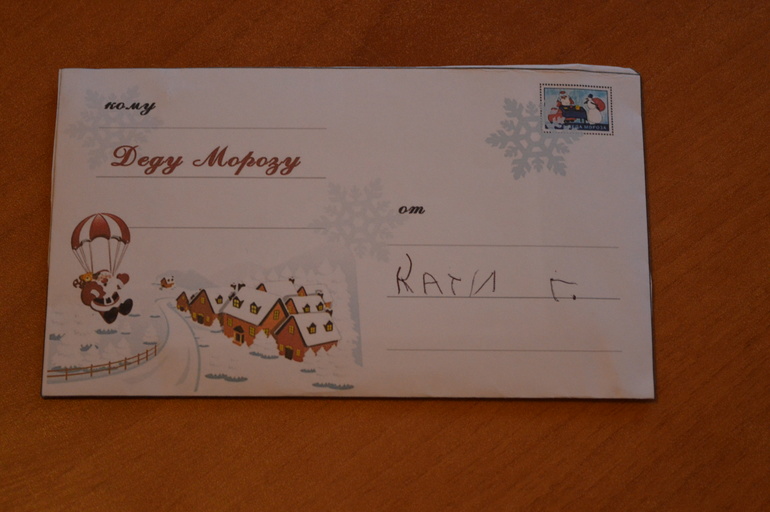 кому
Деду Морозу
от
Кати Г.